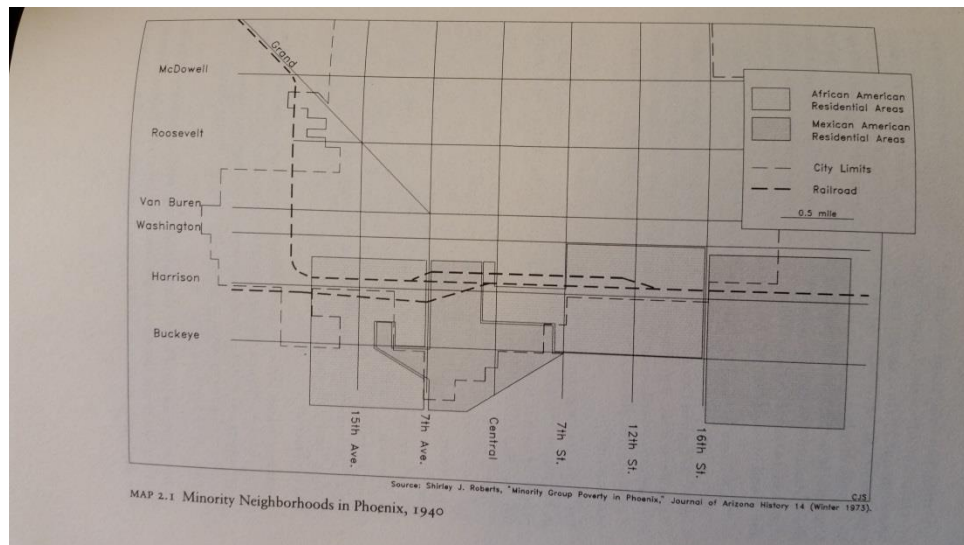 Grand
McDowell
Roosevelt
Van Buren
Washington
Harrison
Buckeye
African American
Residential Areas
Mexican American
Residential Areas
City Limits
Railroad
0.5 mile
15th Ave.
7th Ave.
Central
7th St.
12th St.
16th St.
Source: Shirley J. Roberts, "Minority Group Poverty in Phoenix," Journal of Arizona History 14 (Winter 1973).
CJS
MAP 2.1 Minority Neighborhoods in Phoenix, 1940